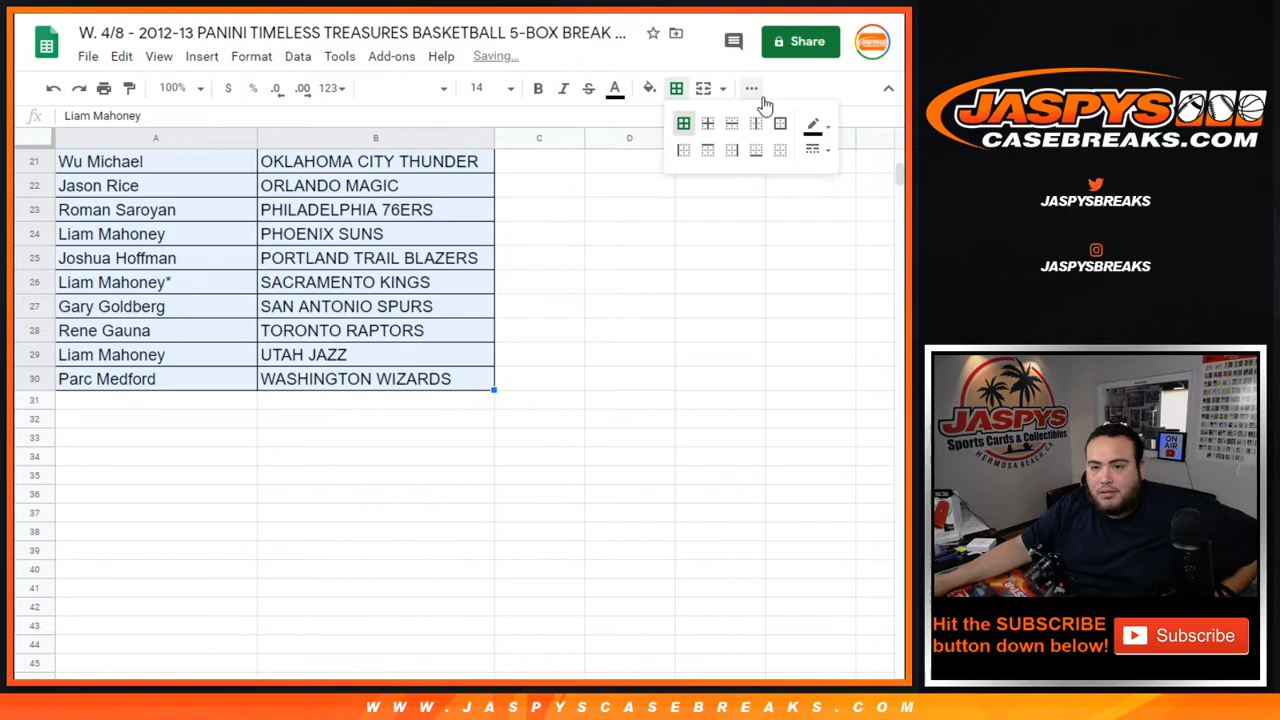 W. 4/8 - 2012-13 PANINI TIMELESS TREASURES BASKETBALL 5-BOX BREAK ...
Share
File Edit View Insert Format Data Tools Add-ons Help Saving...
100% $ % .0 .00 123 14 B I S A ...
fx Liam Mahoney
A B C D
21 Wu Michael OKLAHOMA CITY THUNDER
22 Jason Rice ORLANDO MAGIC
23 Roman Saroyan PHILADELPHIA 76ERS
24 Liam Mahoney PHOENIX SUNS
25 Joshua Hoffman PORTLAND TRAIL BLAZERS
26 Liam Mahoney* SACRAMENTO KINGS
27 Gary Goldberg SAN ANTONIO SPURS
28 Rene Gauna TORONTO RAPTORS
29 Liam Mahoney UTAH JAZZ
30 Parc Medford WASHINGTON WIZARDS
31
32
33
34
35
36
37
38
39
40
41
42
43
44
45
JASPYS
CASEBREAKS.COM
JASPYSBREAKS
JASPYSBREAKS
JASPYS
Sports Cards & Collectibles
HERMOSA BEACH, CA
ON AIR
Hit the SUBSCRIBE
button down below!
Subscribe
WWW.JASPYSCASEBREAKS.COM